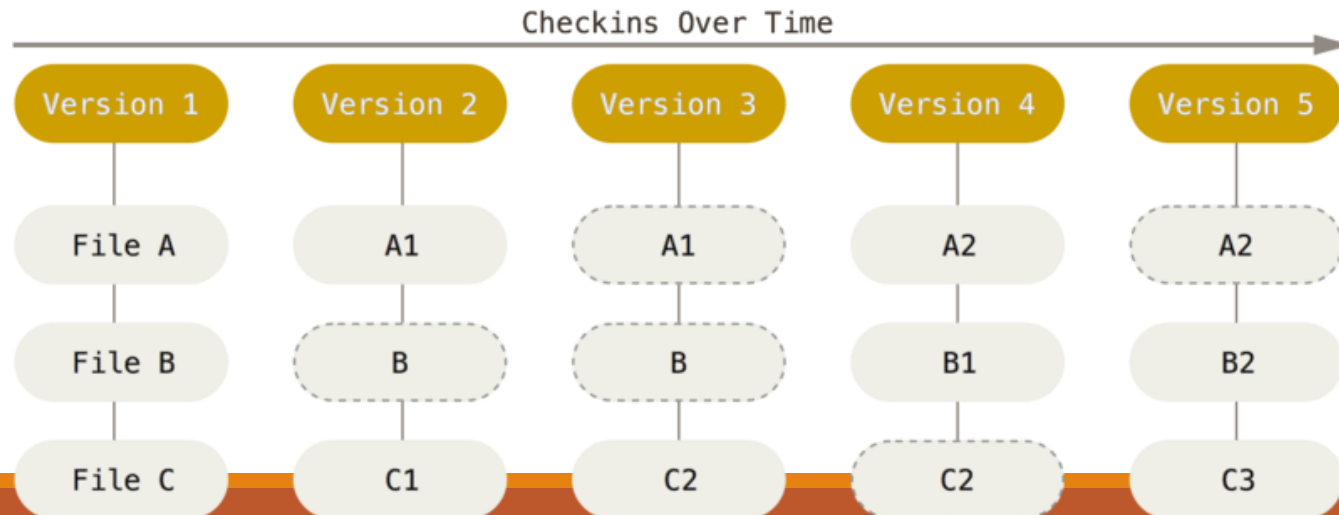 Checkins Over Time
Version 1 Version 2 Version 3 Version 4 Version 5
File A A1 A1 A2 A2
File B B B B1 B2
File C C1 C2 C2 C3